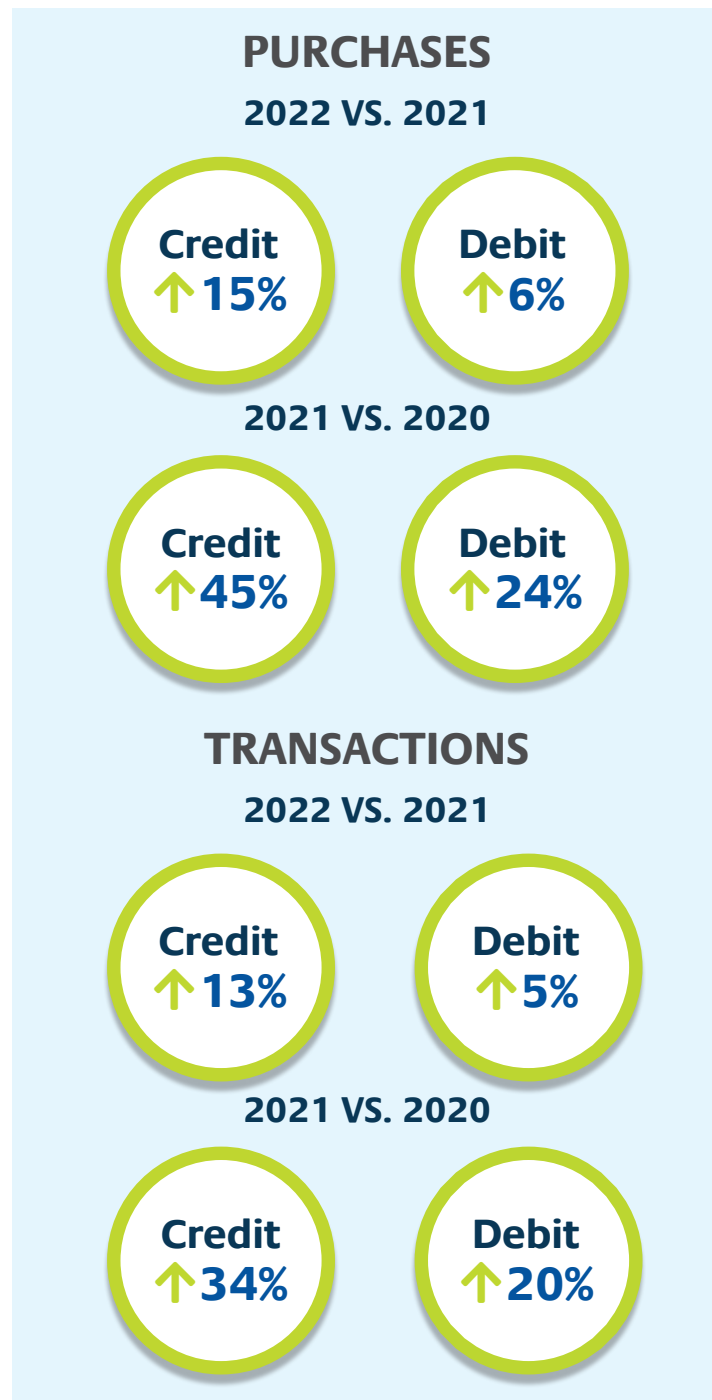 PURCHASES
2022 VS. 2021
Credit Debit
↑15% ↑6%
2021 VS. 2020
Credit Debit
↑45% ↑24%
TRANSACTIONS
2022 VS. 2021
Credit Debit
↑13% ↑5%
2021 VS. 2020
Credit Debit
↑34% ↑20%